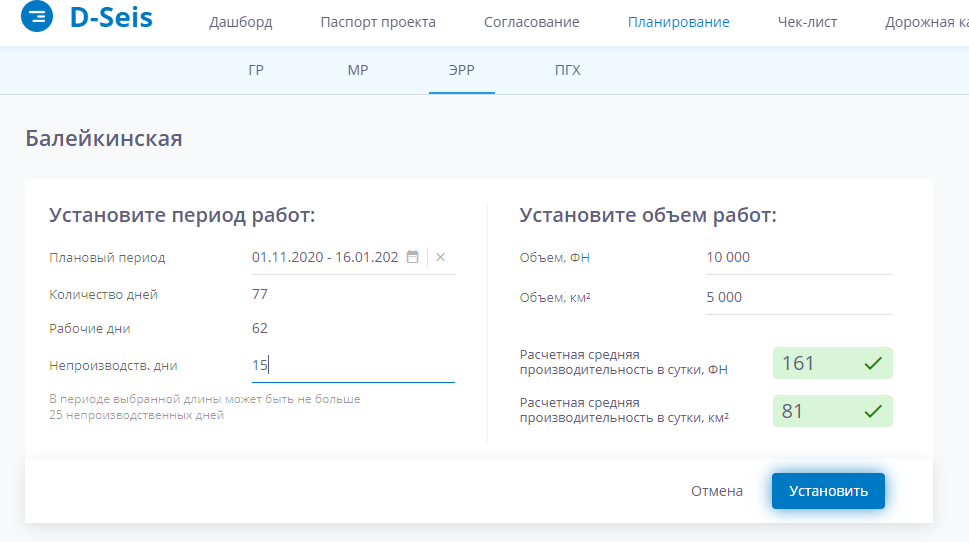 D-Seis
Дашборд Паспорт проекта Согласование Планирование Чек-лист Дорожная
ГР МР ЭРР ПГХ
Балейкинская
Установите период работ:
Плановый период 01.11.2020 - 16.01.202
Количество дней 77
Рабочие дни 62
Непроизводств. дни 15
В периоде выбранной длины может быть не больше
25 непроизводственных дней
Установите объем работ:
Объем, ФН 10 000
Объем, км² 5 000
Расчетная средняя
производительность в сутки, ФН 161
Расчетная средняя
производительность в сутки, км² 81
Отмена Установить